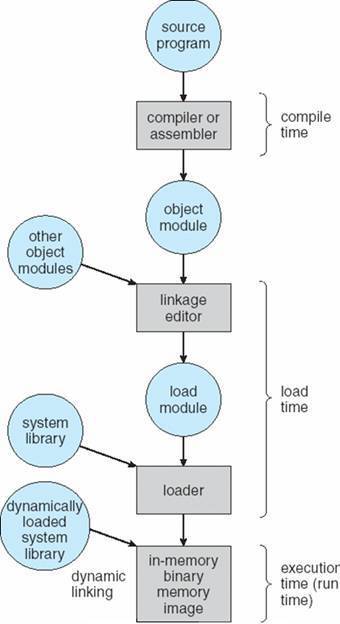 source
program
compiler or
assembler
compile
time
object
module
other
object
modules
linkage
editor
load
module
load
time
system
library
loader
dynamically
loaded
system
library
dynamic
linking
in-memory
binary
memory
image
execution
time (run
time)